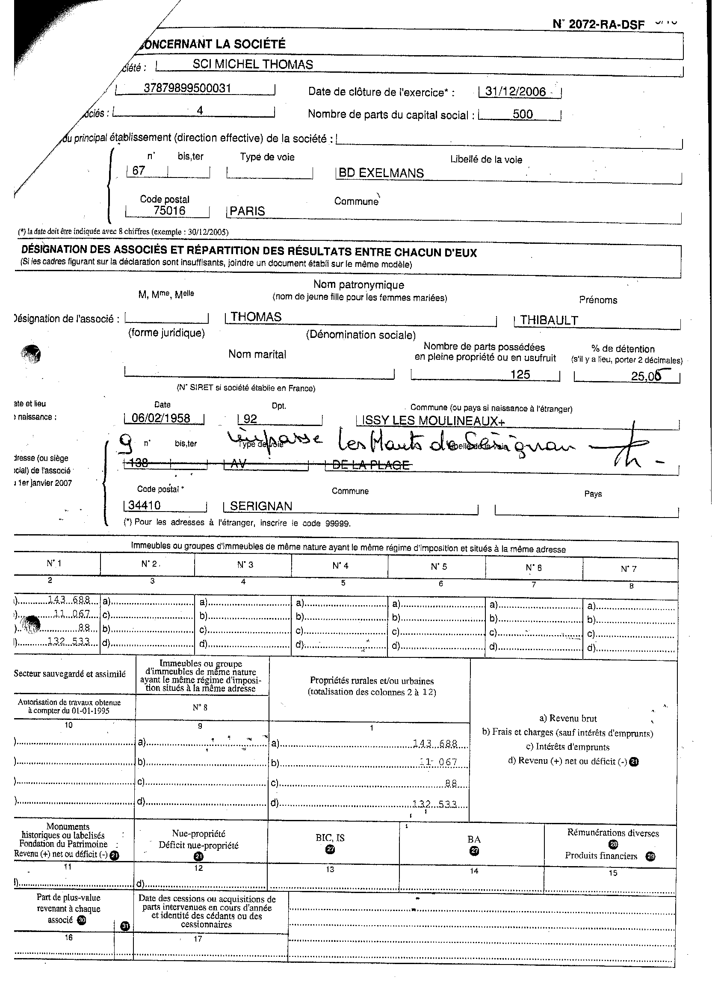 N° 2072-RA-DSF
ONCERNANT LA SOCIÉTÉ
ciété : SCI MICHEL THOMAS
37879899500031 Date de clôture de l'exercice* : 31/12/2006
ociés : 4 Nombre de parts du capital social : 500
du principal établissement (direction effective) de la société :
n° bis,ter Type de voie Libellé de la voie
67 BD EXELMANS
Code postal Commune
75016 PARIS
(*) la date doit être indiquée avec 8 chiffres (exemple : 30/12/2005)
DÉSIGNATION DES ASSOCIÉS ET RÉPARTITION DES RÉSULTATS ENTRE CHACUN D'EUX
(Si les cadres figurant sur la déclaration sont insuffisants, joindre un document établi sur le même modèle)
Nom patronymique
M, Mme, Melle (nom de jeune fille pour les femmes mariées) Prénoms
Désignation de l'associé : THOMAS THIBAULT
(forme juridique) (Dénomination sociale)
Nom marital Nombre de parts possédées % de détention
en pleine propriété ou en usufruit (s'il y a lieu, porter 2 décimales)
125 25,00
(N° SIRET si société établie en France)
ate et lieu Date Dpt. Commune (ou pays si naissance à l'étranger)
e naissance : 06/02/1958 92 ISSY LES MOULINEAUX+
9 impasse Les Hauts de Sérignan
n° bis,ter Type de voie Libellé de la voie
dresse (ou siège 138 AV DE LA PLAGE
ocial) de l'associé
u 1er janvier 2007
Code postal * Commune Pays
34410 SERIGNAN
(*) Pour les adresses à l'étranger, inscrire le code 99999.
Immeubles ou groupes d'immeubles de même nature ayant le même régime d'imposition et situés à la même adresse
N° 1 N° 2 N° 3 N° 4 N° 5 N° 6 N° 7
2 3 4 5 6 7 8
) 143 688 a) a) a) a) a) a)
) 11 067 c) b) b) b) b) b)
) 88 b) c) c) c) c) c)
) 132 533 d) d) d) d) d) d)
Secteur sauvegardé et assimilé
Autorisation de travaux obtenue
à compter du 01-01-1995
10
)
)
)
)
Immeubles ou groupe
d'immeubles de même nature
ayant le même régime d'imposi-
tion situés à la même adresse
N° 8
9
a)
b)
c)
d)
Propriétés rurales et/ou urbaines
(totalisation des colonnes 2 à 12)
1
a) 143 688
b) 11 067
c) 88
d) 132 533
a) Revenu brut
b) Frais et charges (sauf intérêts d'emprunts)
c) Intérêts d'emprunts
d) Revenu (+) net ou déficit (-) 21
Monuments
historiques ou labelisés
Fondation du Patrimoine
Revenu (+) net ou déficit (-) 21
11
)
Nue-propriété
Déficit nue-propriété
21
12
d)
BIC, IS
27
13
BA
27
14
Rémunérations diverses
28
Produits financiers 29
15
Part de plus-value
revenant à chaque
associé 30
31
16
Date des cessions ou acquisitions de
parts intervenues en cours d'année
et identité des cédants ou des
cessionnaires
17